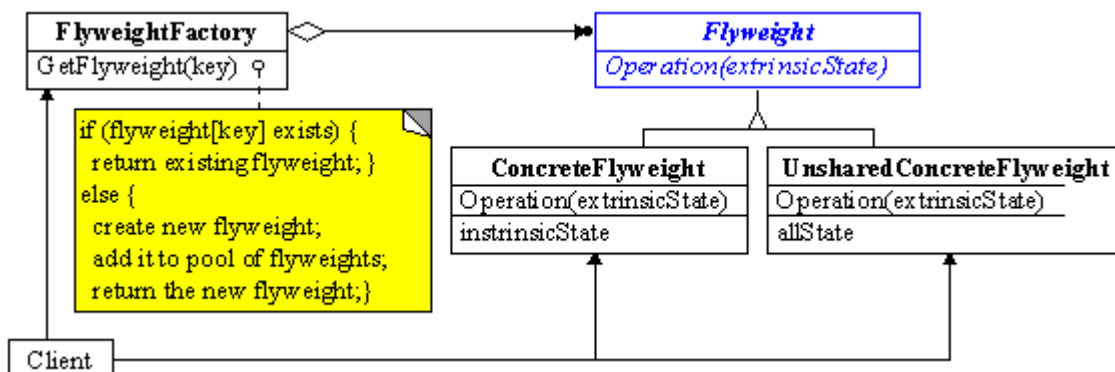 FlyweightFactory
GetFlyweight(key)
Flyweight
Operation(extrinsicState)
if (flyweight[key] exists) {
return existing flyweight; }
else {
create new flyweight;
add it to pool of flyweights;
return the new flyweight;}
ConcreteFlyweight
Operation(extrinsicState)
instrinsicState
UnsharedConcreteFlyweight
Operation(extrinsicState)
allState
Client